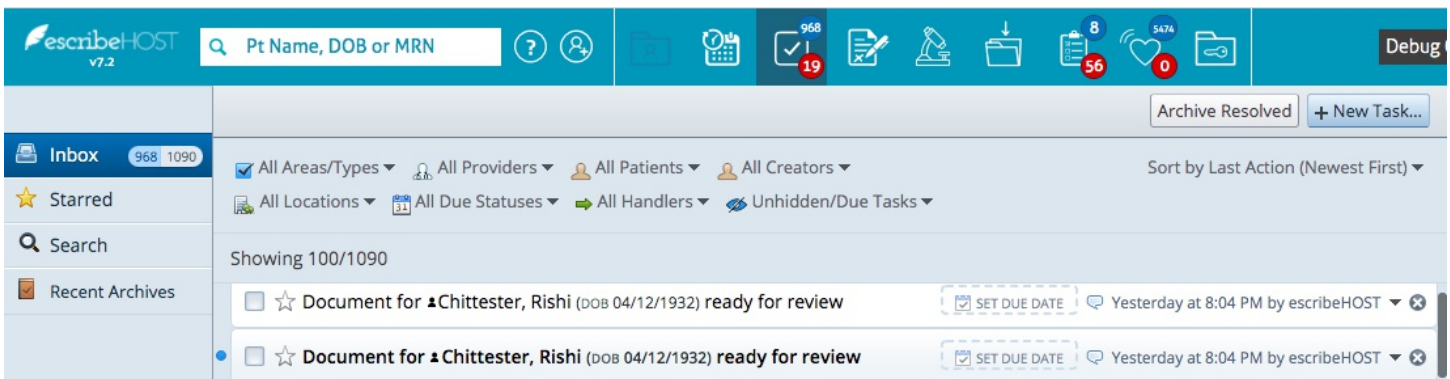 escribeHOST
v7.2
Pt Name, DOB or MRN
?
968
19
8
56
5474
0
Debug
Archive Resolved
+ New Task...
Inbox 968 1090
Starred
Search
Recent Archives
All Areas/Types All Providers All Patients All Creators
Sort by Last Action (Newest First)
All Locations 31 All Due Statuses All Handlers Unhidden/Due Tasks
Showing 100/1090
Document for Chittester, Rishi (DOB 04/12/1932) ready for review SET DUE DATE Yesterday at 8:04 PM by escribeHOST
Document for Chittester, Rishi (DOB 04/12/1932) ready for review SET DUE DATE Yesterday at 8:04 PM by escribeHOST